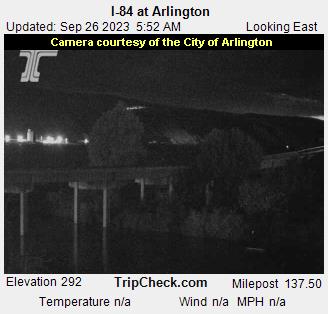 I-84 at Arlington
Updated: Sep 26 2023 5:52 AM Looking East
Camera courtesy of the City of Arlington
Elevation 292 TripCheck.com Milepost 137.50
Temperature n/a Wind n/a MPH n/a